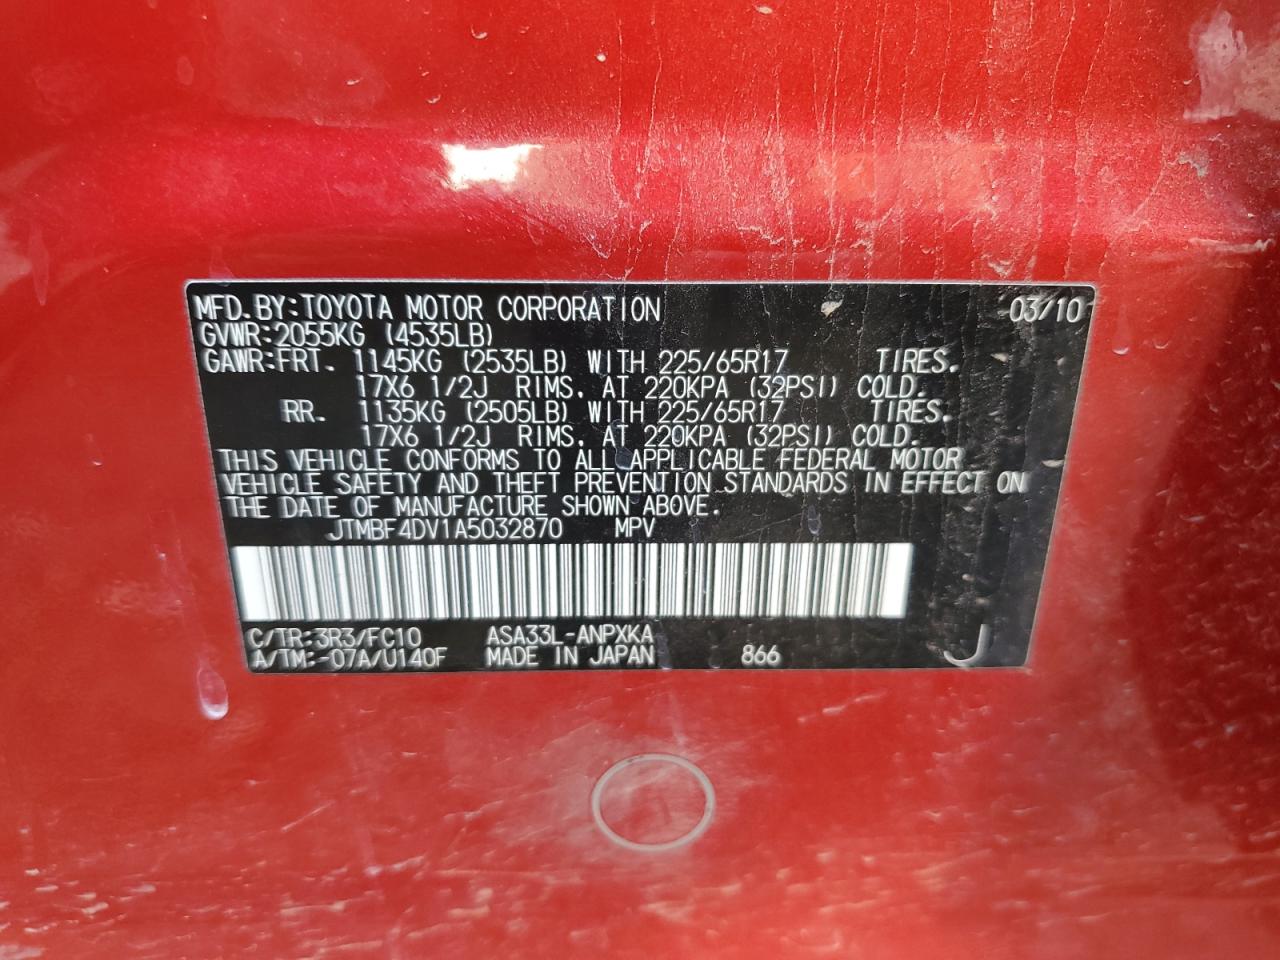 MFD.BY:TOYOTA MOTOR CORPORATION 03/10
GVWR:2055KG (4535LB)
GAWR:FRT. 1145KG (2535LB) WITH 225/65R17 TIRES.
17X6 1/2J RIMS, AT 220KPA (32PSI) COLD.
RR. 1135KG (2505LB) WITH 225/65R17 TIRES.
17X6 1/2J RIMS, AT 220KPA (32PSI) COLD.
THIS VEHICLE CONFORMS TO ALL APPLICABLE FEDERAL MOTOR
VEHICLE SAFETY AND THEFT PREVENTION STANDARDS IN EFFECT ON
THE DATE OF MANUFACTURE SHOWN ABOVE.
JTMBF4DV1A5032870 MPV
C/TR:3R3/FC10 ASA33L-ANPXKA
A/TM:-07A/U140F MADE IN JAPAN 866 J